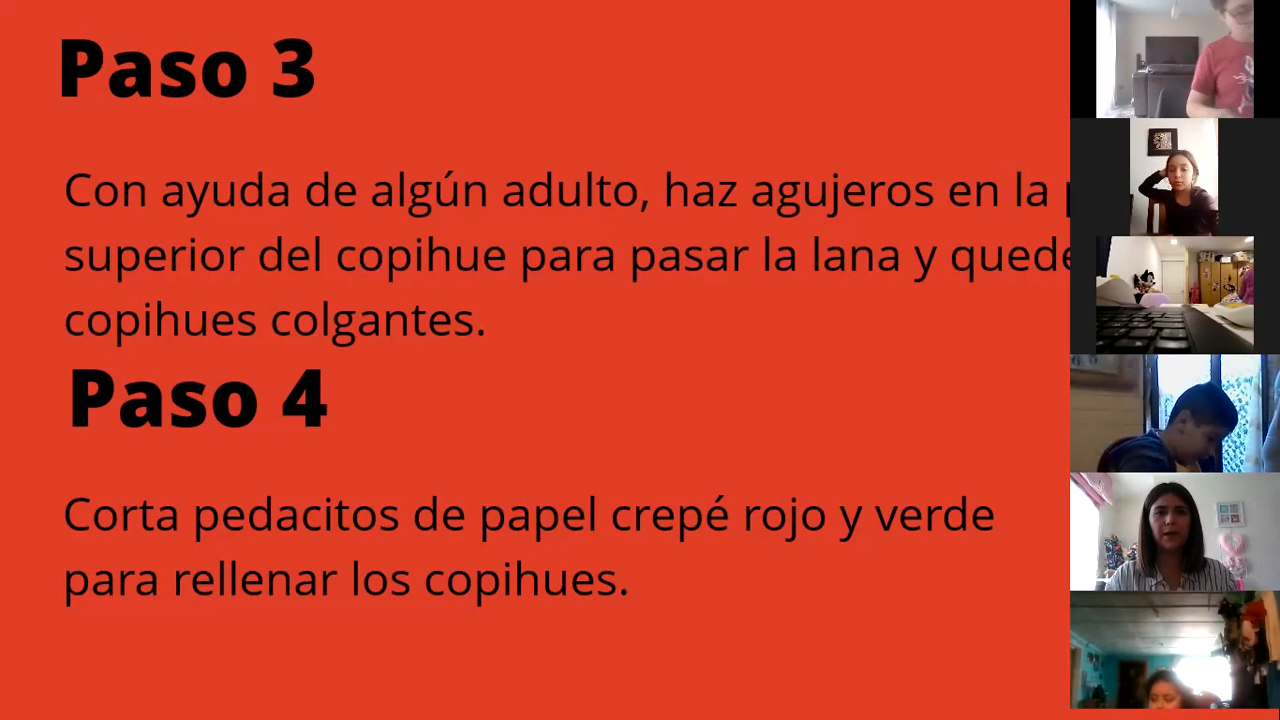 Paso 3
Con ayuda de algún adulto, haz agujeros en la
superior del copihue para pasar la lana y quede
copihues colgantes.
Paso 4
Corta pedacitos de papel crepé rojo y verde
para rellenar los copihues.